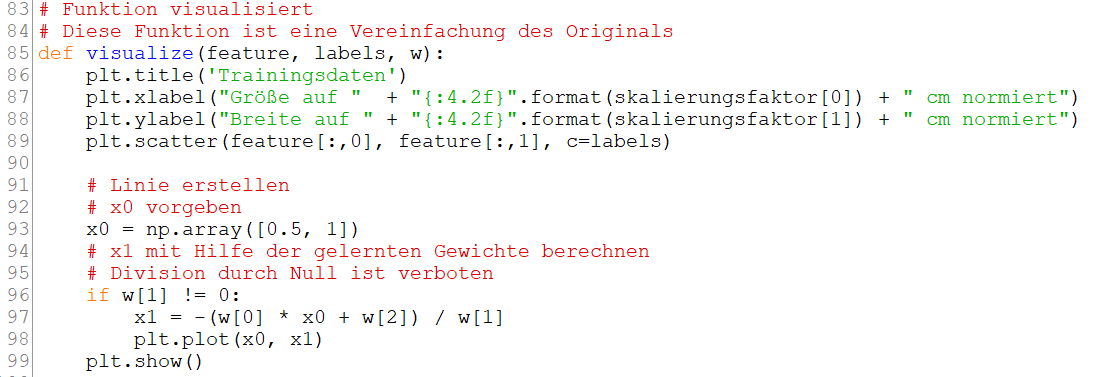 83 # Funktion visualisiert
84 # Diese Funktion ist eine Vereinfachung des Originals
85 def visualize(feature, labels, w):
86     plt.title('Trainingsdaten')
87     plt.xlabel("Größe auf "  + "{:4.2f}".format(skalierungsfaktor[0]) + " cm normiert")
88     plt.ylabel("Breite auf " + "{:4.2f}".format(skalierungsfaktor[1]) + " cm normiert")
89     plt.scatter(feature[:,0], feature[:,1], c=labels)
90
91     # Linie erstellen
92     # x0 vorgeben
93     x0 = np.array([0.5, 1])
94     # x1 mit Hilfe der gelernten Gewichte berechnen
95     # Division durch Null ist verboten
96     if w[1] != 0:
97         x1 = -(w[0] * x0 + w[2]) / w[1]
98         plt.plot(x0, x1)
99     plt.show()